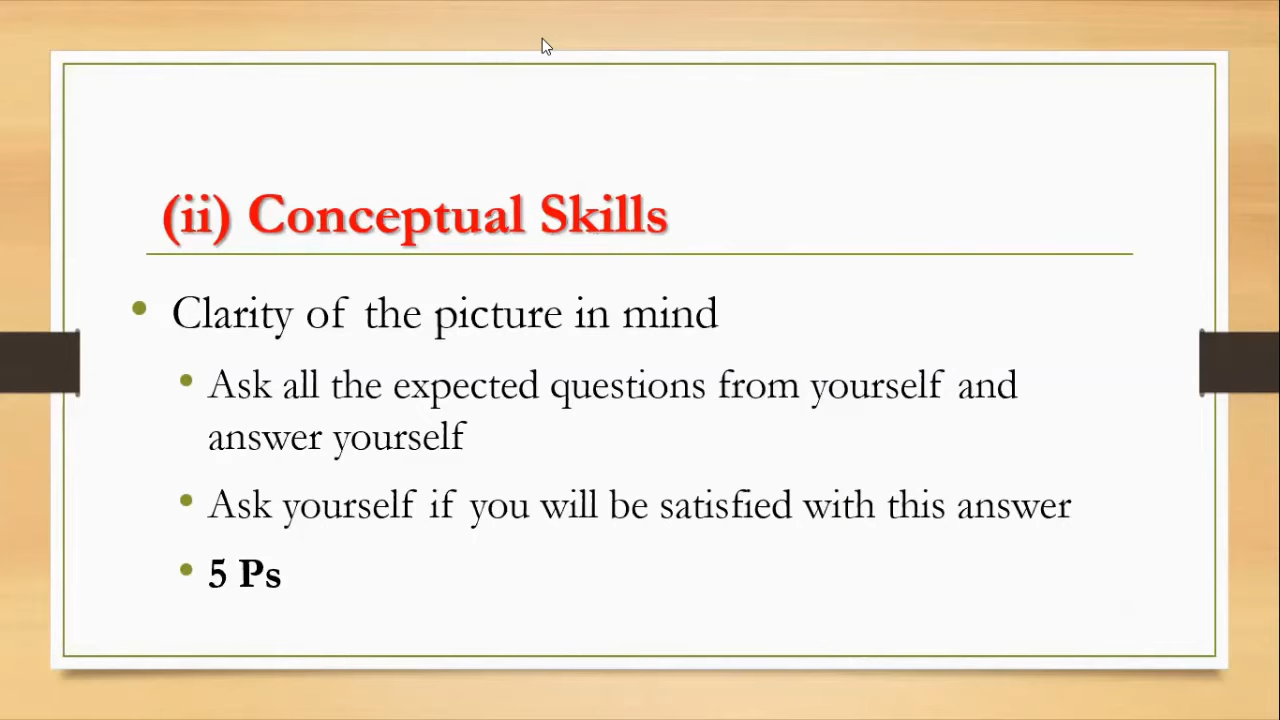 (ii) Conceptual Skills
Clarity of the picture in mind
Ask all the expected questions from yourself and
answer yourself
Ask yourself if you will be satisfied with this answer
5 Ps